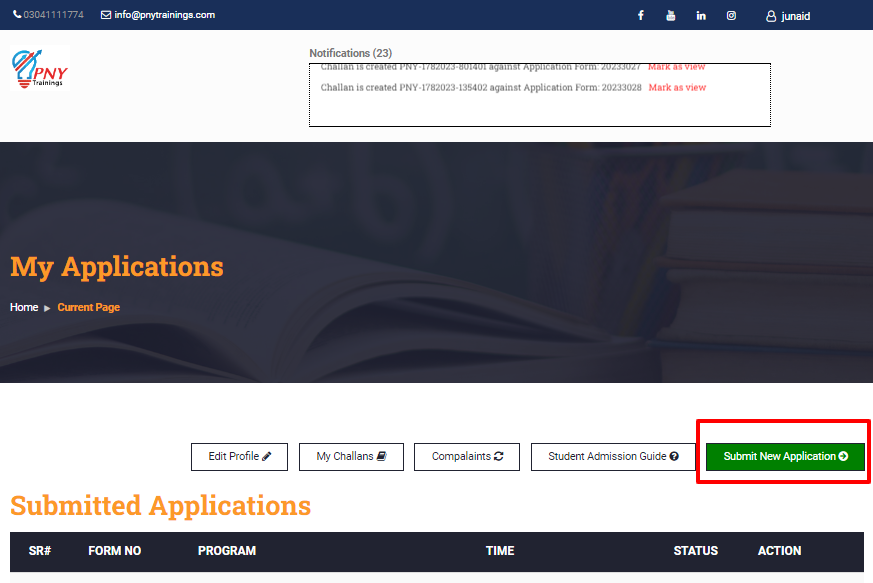 03041111774 info@pnytrainings.com junaid
PNY
Trainings
Notifications (23)
Challan is created PNY-1782023-801401 against Application Form: 20233027 Mark as view
Challan is created PNY-1782023-135402 against Application Form: 20233028 Mark as view
My Applications
Home ▸ Current Page
Edit Profile My Challans Compalaints Student Admission Guide Submit New Application
Submitted Applications
SR# FORM NO PROGRAM TIME STATUS ACTION